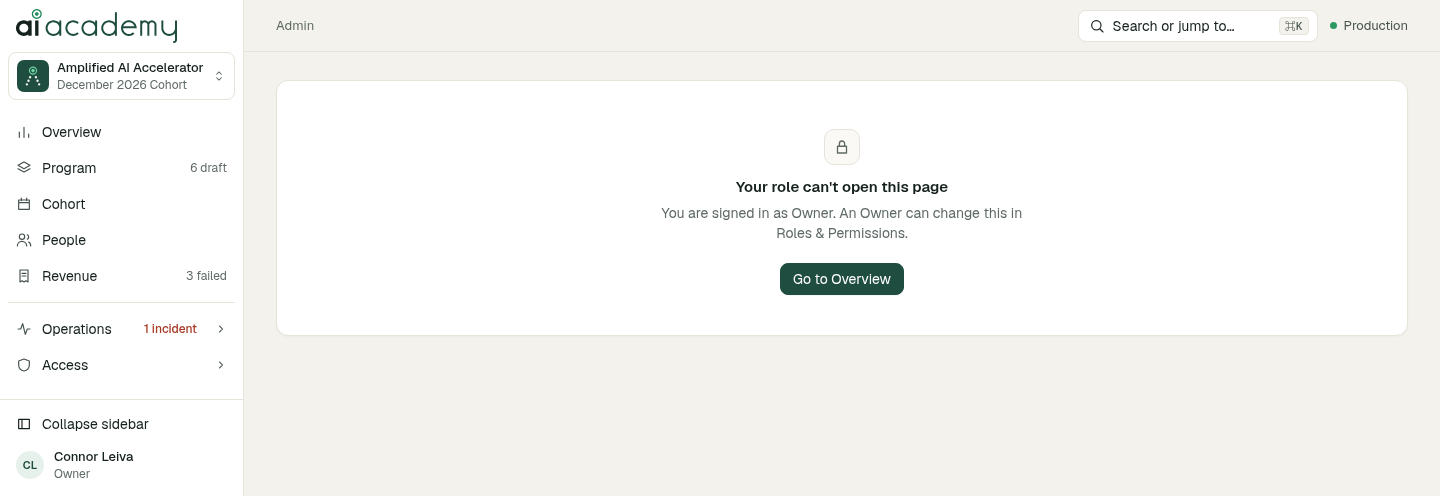 ai academy
Amplified AI Accelerator
December 2026 Cohort
Overview
Program 6 draft
Cohort
People
Revenue 3 failed
Operations 1 incident
Access
Collapse sidebar
CL
Connor Leiva
Owner
Admin
Search or jump to... ⌘K
Production
Your role can't open this page
You are signed in as Owner. An Owner can change this in
Roles & Permissions.
Go to Overview